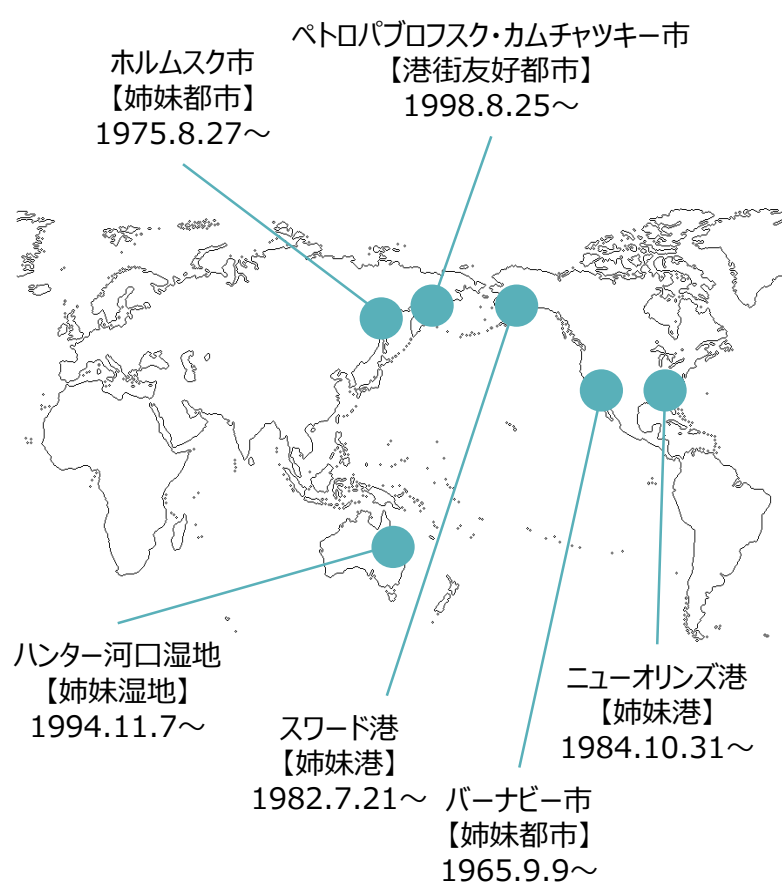 ペトロパブロフスク・カムチャツキー市
【港街友好都市】
1998.8.25～
ホルムスク市
【姉妹都市】
1975.8.27～
ハンター河口湿地
【姉妹湿地】
1994.11.7～
スワード港
【姉妹港】
1982.7.21～
バーナビー市
【姉妹都市】
1965.9.9～
ニューオリンズ港
【姉妹港】
1984.10.31～